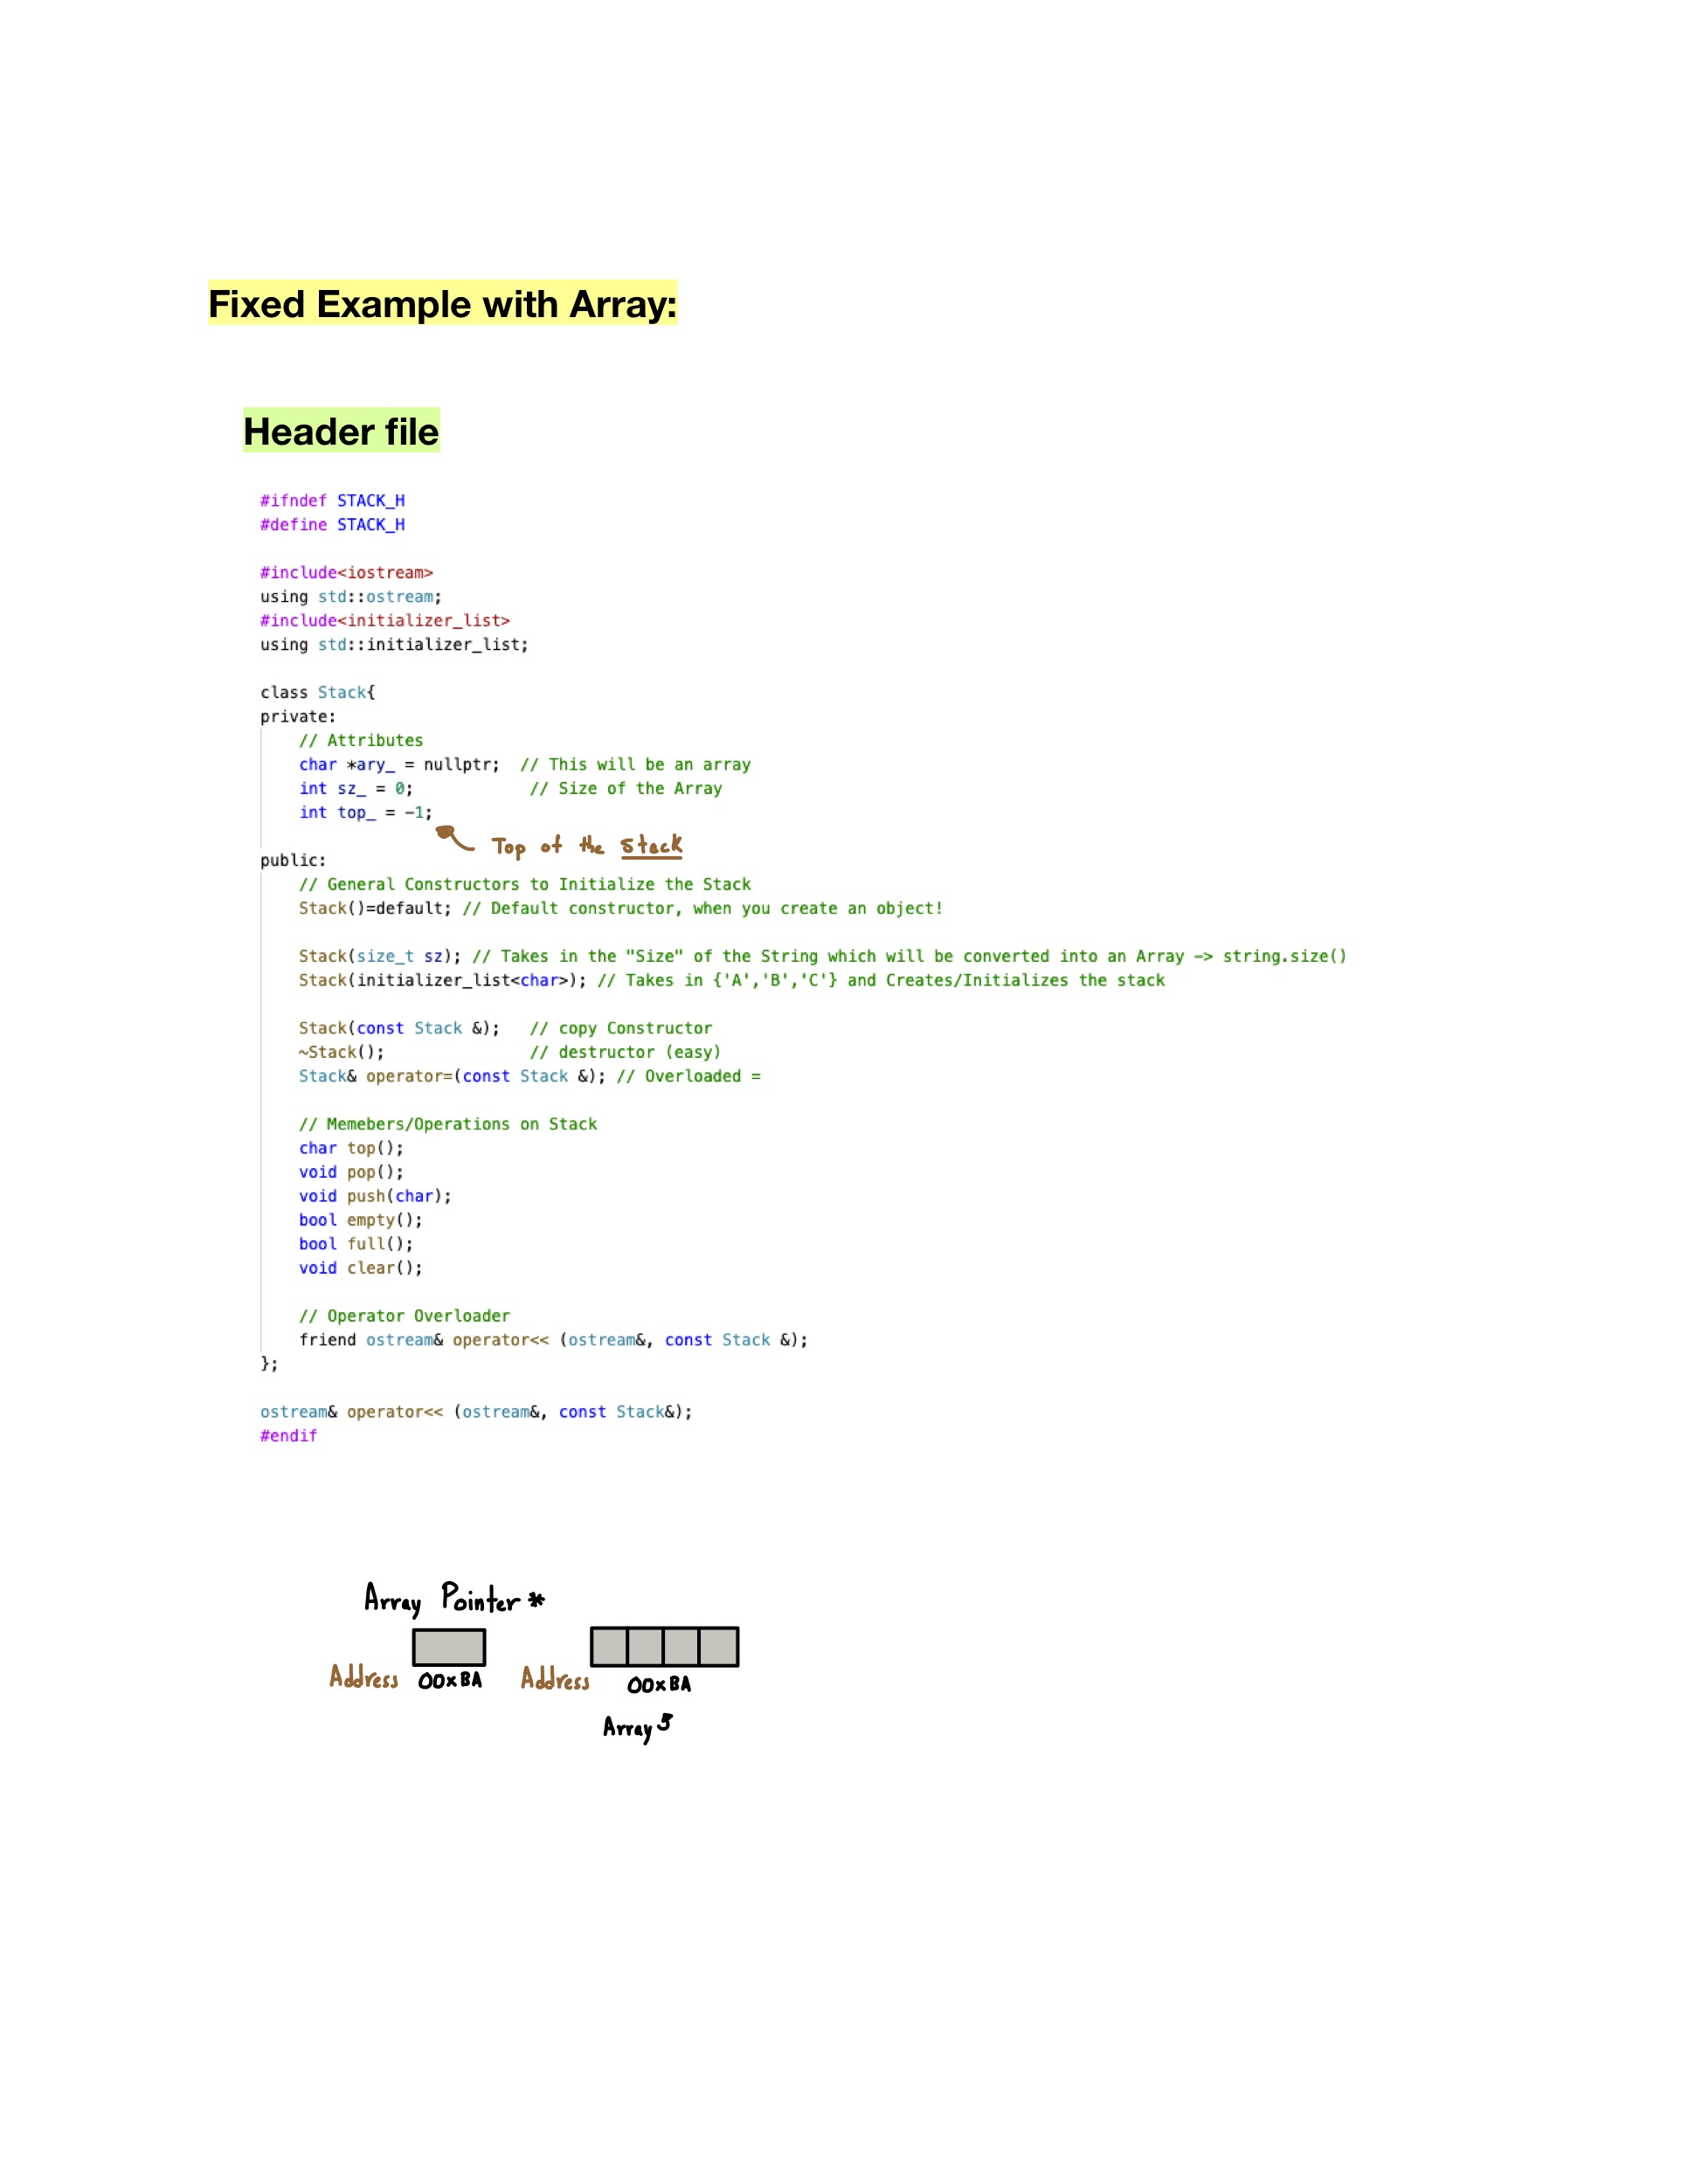 Fixed Example with Array:
Header file
#ifndef STACK_H
#define STACK_H
#include<iostream>
using std::ostream;
#include<initializer_list>
using std::initializer_list;
class Stack{
private:
// Attributes
char *ary_ = nullptr; // This will be an array
int sz_ = 0; // Size of the Array
int top_ = -1;
Top of the Stack
public:
// General Constructors to Initialize the Stack
Stack()=default; // Default constructor, when you create an object!
Stack(size_t sz); // Takes in the "Size" of the String which will be converted into an Array -> string.size()
Stack(initializer_list<char>); // Takes in {'A','B','C'} and Creates/Initializes the stack
Stack(const Stack &); // copy Constructor
~Stack(); // destructor (easy)
Stack& operator=(const Stack &); // Overloaded =
// Memebers/Operations on Stack
char top();
void pop();
void push(char);
bool empty();
bool full();
void clear();
// Operator Overloader
friend ostream& operator<< (ostream&, const Stack &);
};
ostream& operator<< (ostream&, const Stack&);
#endif
Array Pointer *
Address 00xBA Address 00xBA
Array